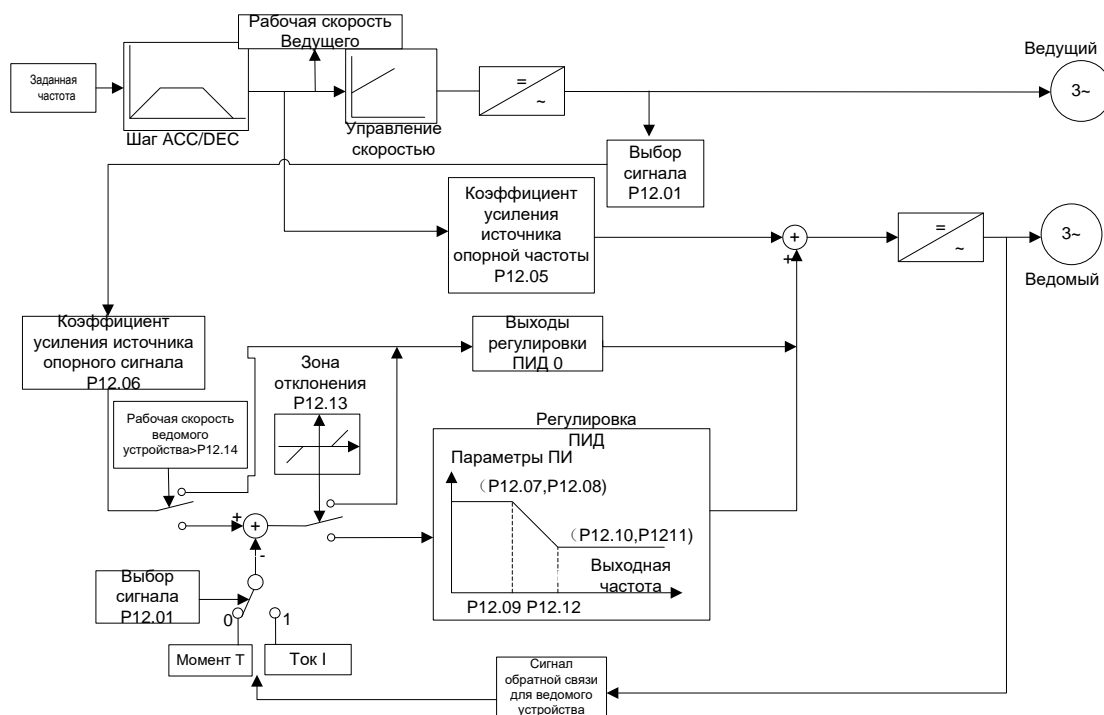 Рабочая скорость
Ведущего
Заданная
частота
Шаг ACC/DEC
Управление
скоростью
=
~
Ведущий
3~
Выбор
сигнала
P12.01
Коэффициент
усиления
источника
опорной частоты
P12.05
+
+
=
~
3~
Ведомый
Коэффициент
усиления источника
опорного сигнала
P12.06
Выходы
регулировки
ПИД 0
Зона
отклонения
P12.13
Рабочая скорость
ведомого
устройства>P12.14
Регулировка
ПИД
Параметры ПИ
(P12.07,P12.08)
(P12.10,P1211)
Выходная
частота
P12.09 P12.12
+
+
-
Выбор
сигнала
P12.01
0
1
Момент T
Ток I
Сигнал
обратной связи
для ведомого
устройства